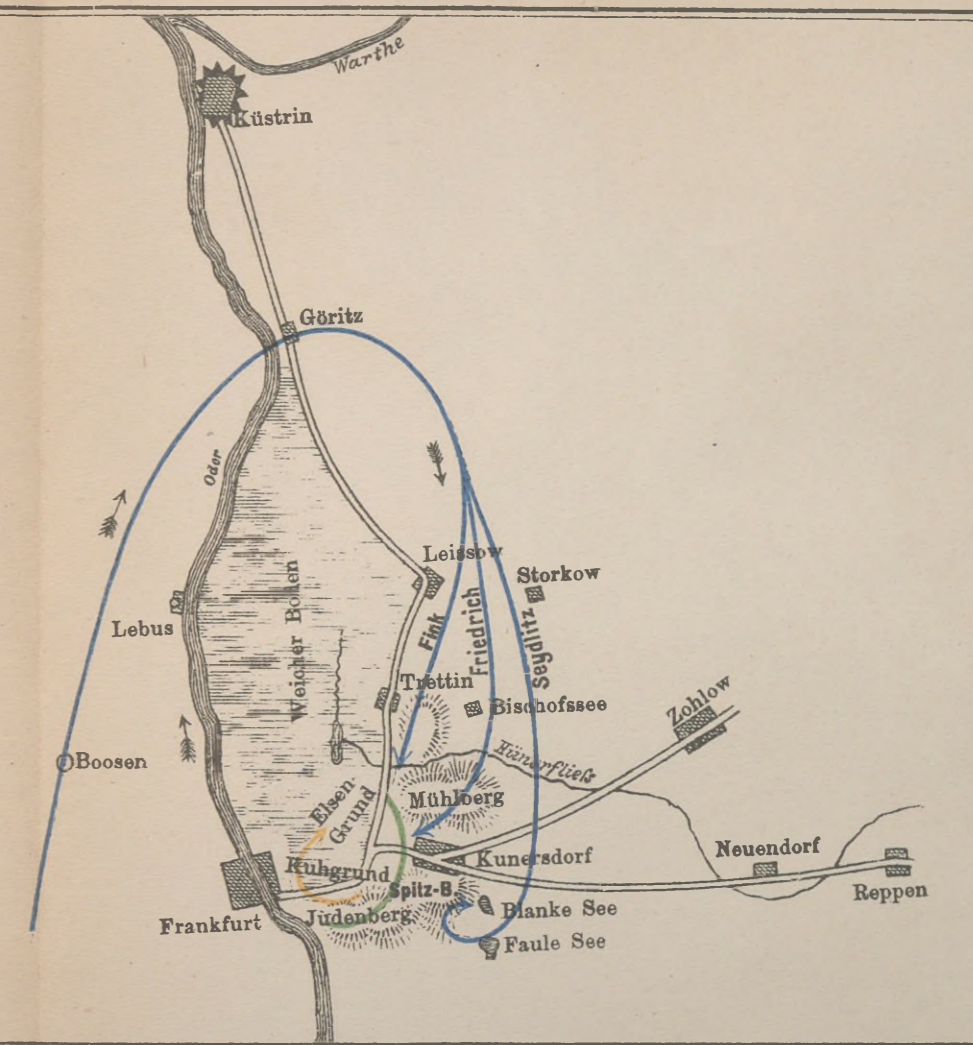 Warthe
Küstrin
Göritz
Oder
Leissow
Storkow
Lebus
Weicher Boden
Fink
Friedrich
Seydlitz
Trettin
Bischofssee
Zohlow
Boosen
Hünerfließ
Elsen-
Grund
Mühlberg
Kuhgrund
Kunersdorf
Neuendorf
Spitz-B.
Reppen
Frankfurt
Judenberg
Blanke See
Faule See